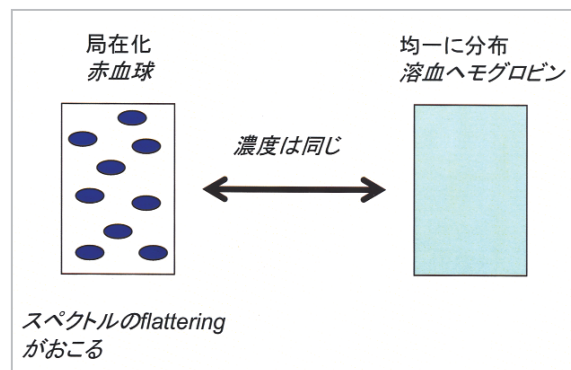 局在化
赤血球
均一に分布
溶血ヘモグロビン
濃度は同じ
スペクトルのflattering
がおこる